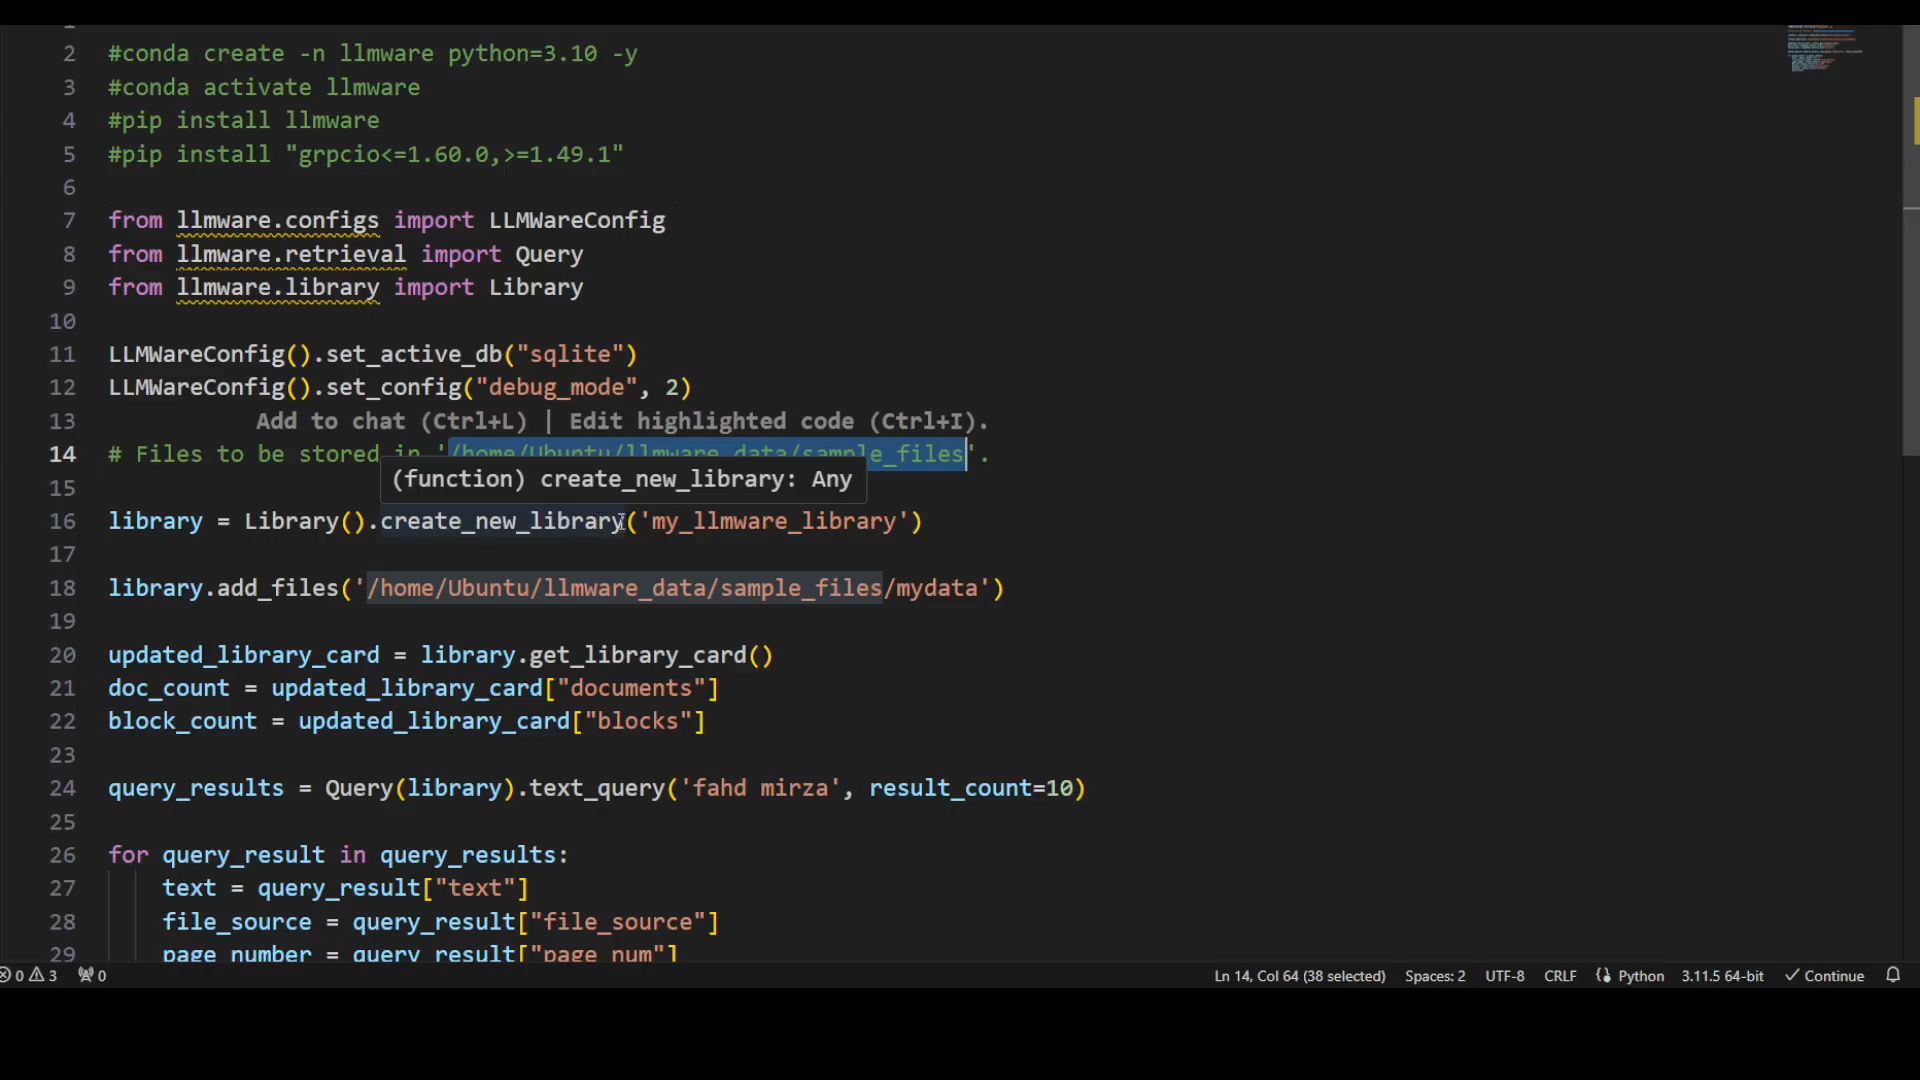 2 #conda create -n llmware python=3.10 -y
3 #conda activate llmware
4 #pip install llmware
5 #pip install "grpcio<=1.60.0,>=1.49.1"
6
7 from llmware.configs import LLMWareConfig
8 from llmware.retrieval import Query
9 from llmware.library import Library
10
11 LLMWareConfig().set_active_db("sqlite")
12 LLMWareConfig().set_config("debug_mode", 2)
13 Add to chat (Ctrl+L) | Edit highlighted code (Ctrl+I).
14 # Files to be stored in '/home/Ubuntu/llmware_data/sample_files'.
15 (function) create_new_library: Any
16 library = Library().create_new_library('my_llmware_library')
17
18 library.add_files('/home/Ubuntu/llmware_data/sample_files/mydata')
19
20 updated_library_card = library.get_library_card()
21 doc_count = updated_library_card["documents"]
22 block_count = updated_library_card["blocks"]
23
24 query_results = Query(library).text_query('fahd mirza', result_count=10)
25
26 for query_result in query_results:
27 text = query_result["text"]
28 file_source = query_result["file_source"]
29 page_number = query_result["page_num"]
0 3 0 Ln 14, Col 64 (38 selected) Spaces: 2 UTF-8 CRLF Python 3.11.5 64-bit Continue